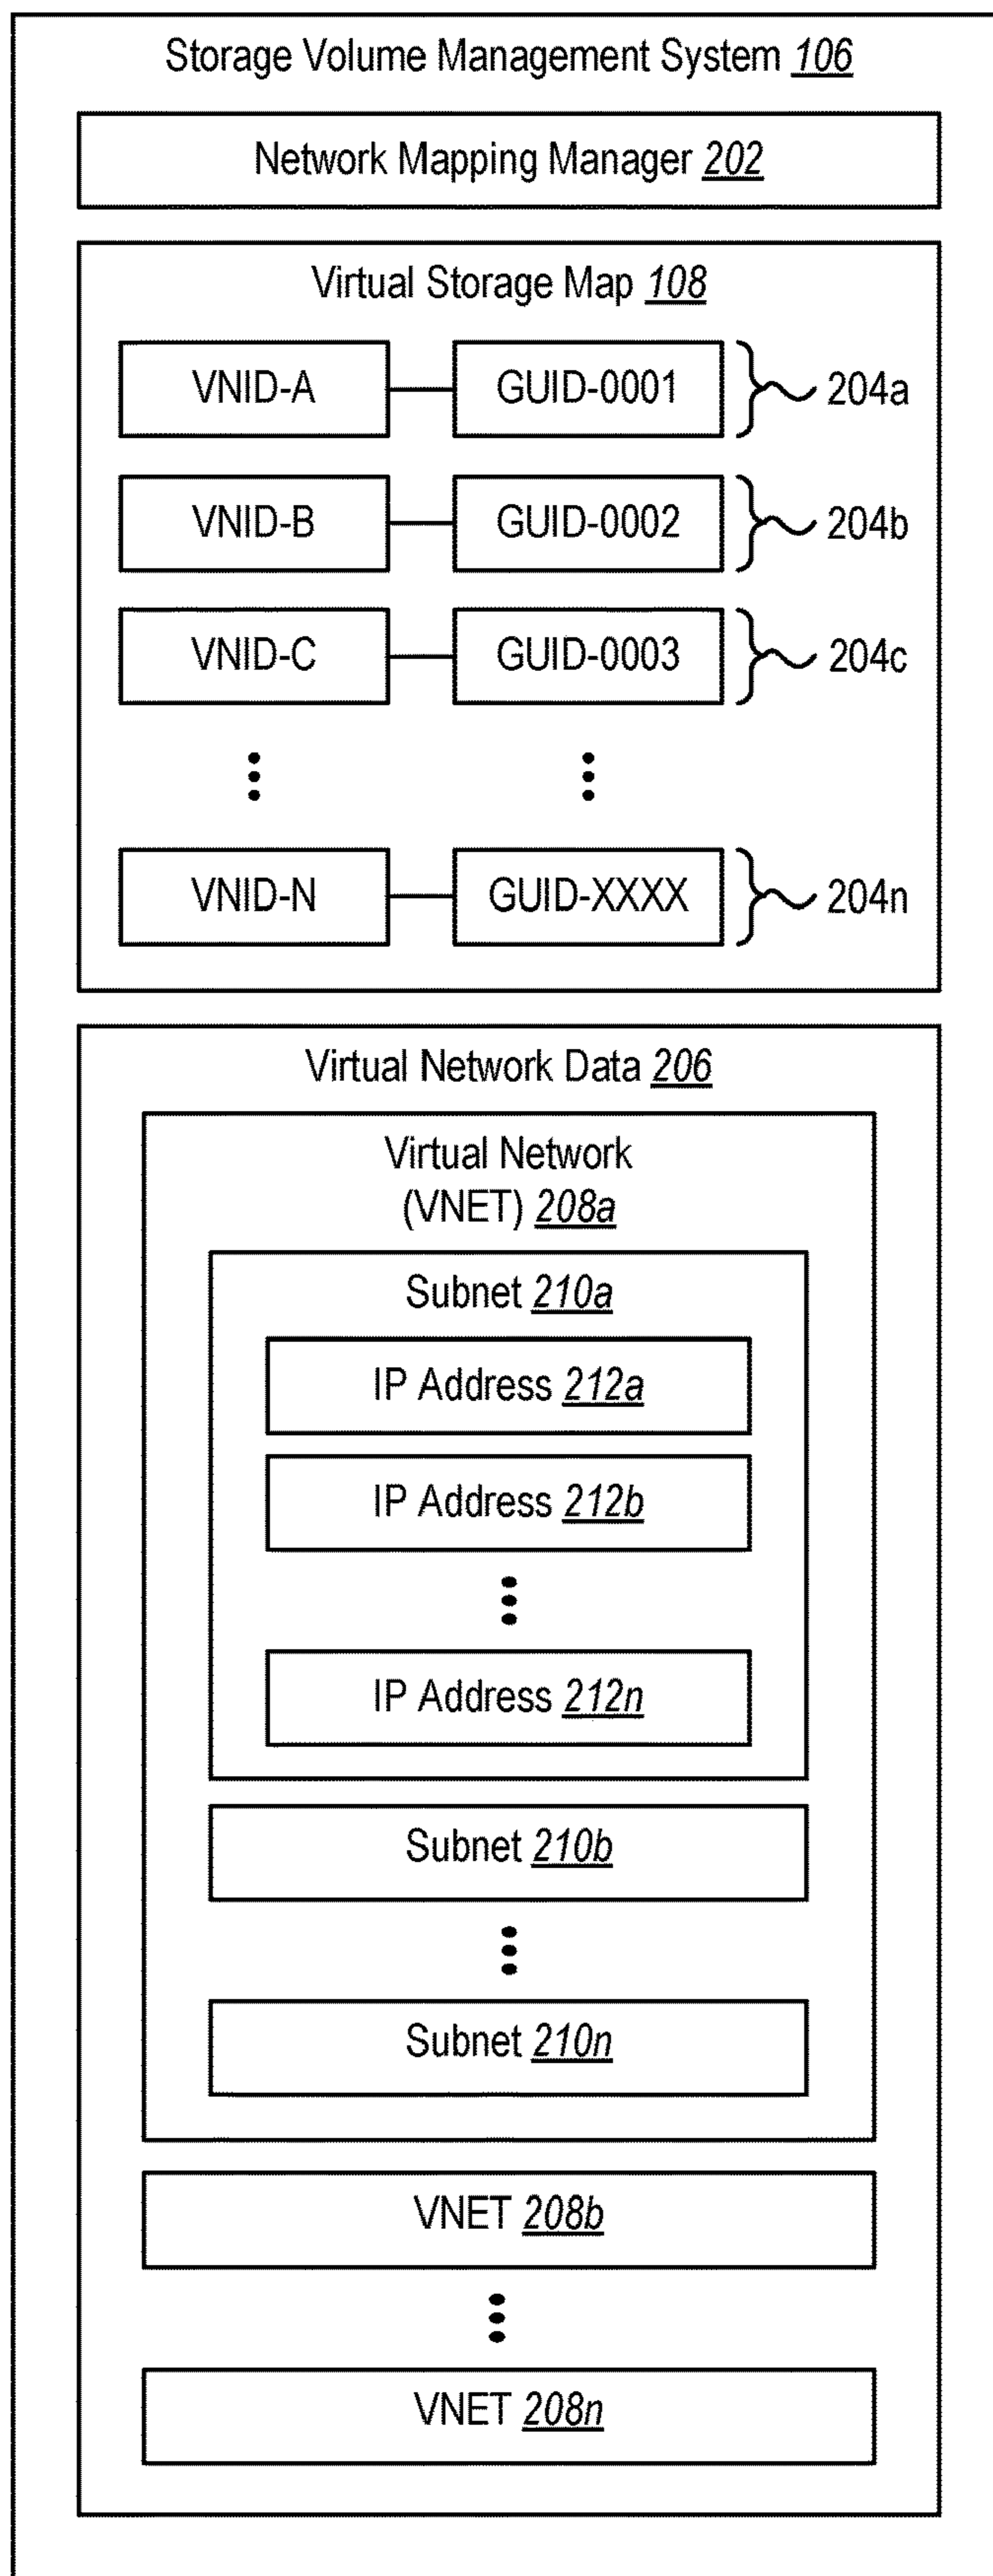 Storage Volume Management System 106
Network Mapping Manager 202
Virtual Storage Map 108
VNID-A GUID-0001 204a
VNID-B GUID-0002 204b
VNID-C GUID-0003 204c
VNID-N GUID-XXXX 204n
Virtual Network Data 206
Virtual Network
(VNET) 208a
Subnet 210a
IP Address 212a
IP Address 212b
IP Address 212n
Subnet 210b
Subnet 210n
VNET 208b
VNET 208n